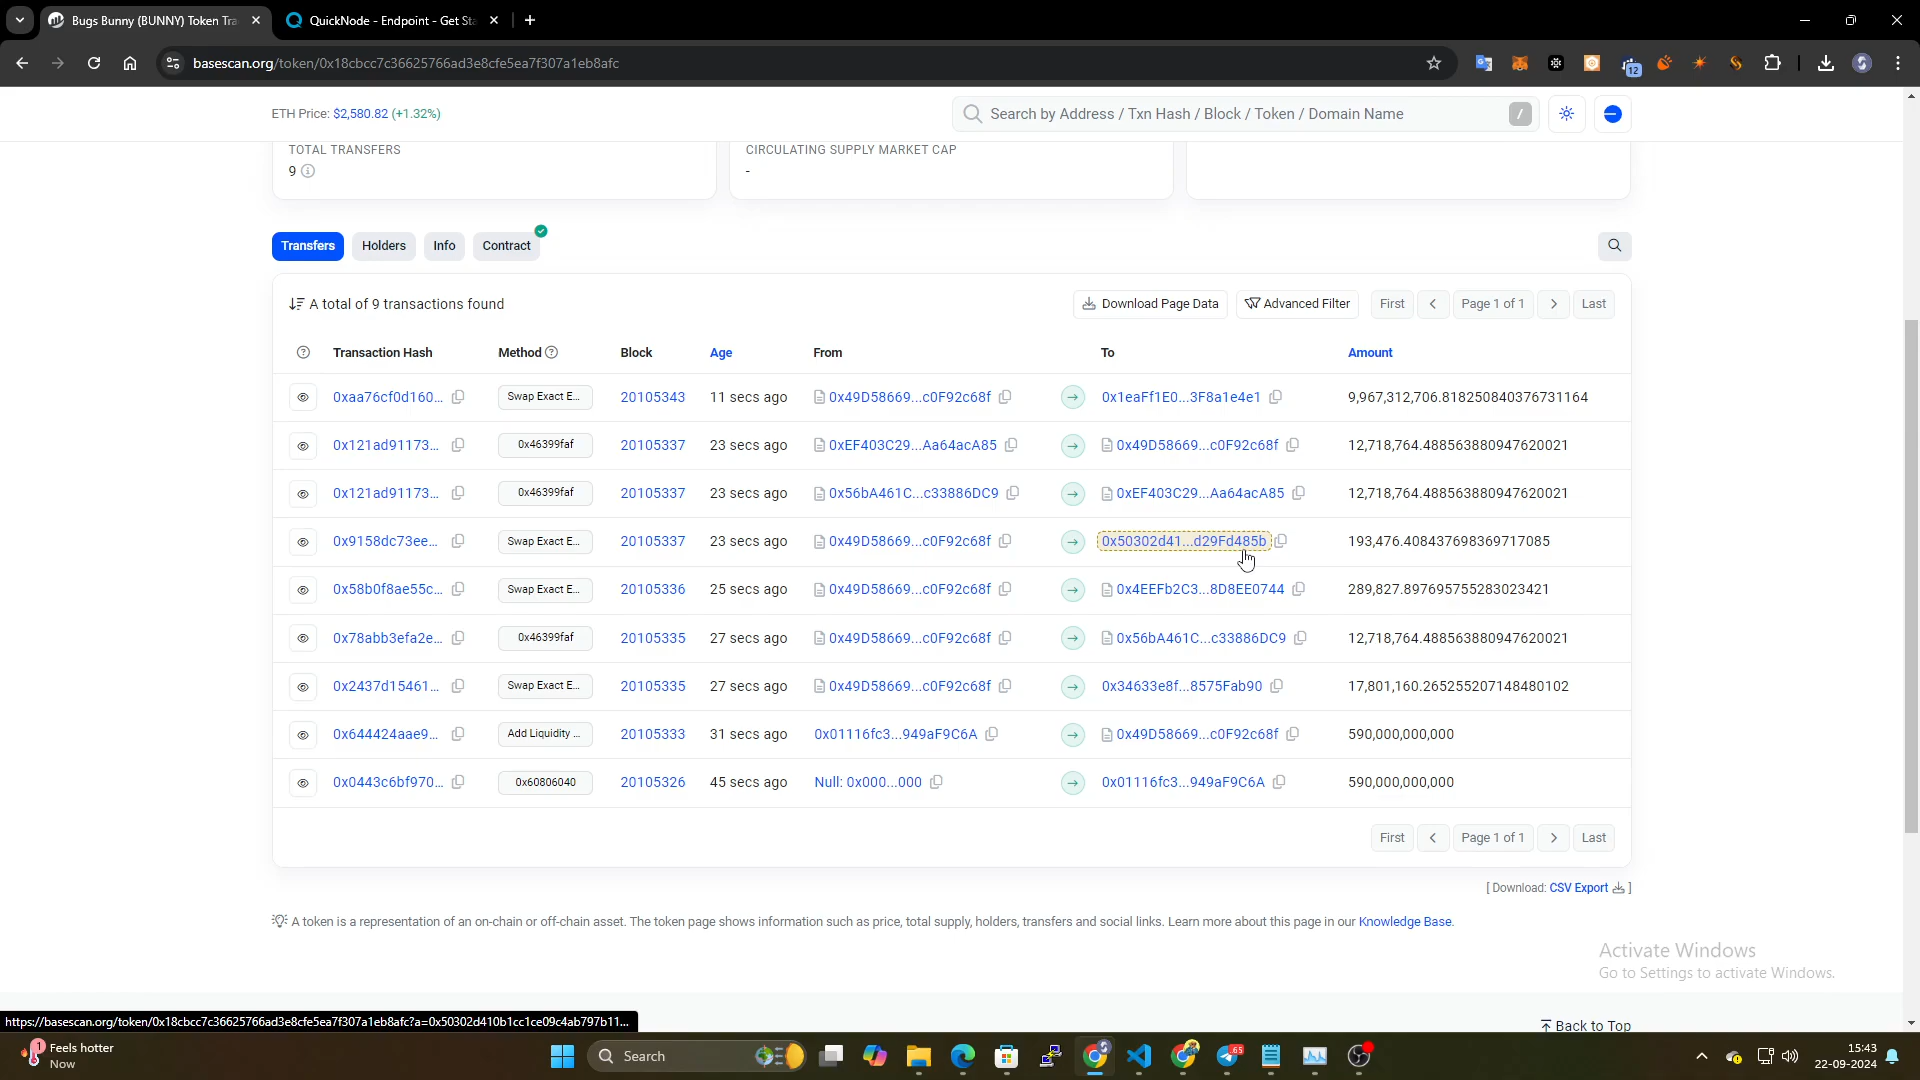 Bugs Bunny (BUNNY) Token Tra
QuickNode - Endpoint - Get Sta
basescan.org/token/0x18cbcc7c36625766ad3e8cfe5ea7f307a1eb8afc
12
ETH Price: $2,580.82 (+1.32%)
Search by Address / Txn Hash / Block / Token / Domain Name
/
TOTAL TRANSFERS
9
CIRCULATING SUPPLY MARKET CAP
-
Transfers Holders Info Contract
A total of 9 transactions found
Download Page Data Advanced Filter First Page 1 of 1 Last
Transaction Hash Method Block Age From To Amount
0xaa76cf0d160... Swap Exact E... 20105343 11 secs ago 0x49D58669...c0F92c68f 0x1eaFf1E0...3F8a1e4e1 9,967,312,706.818250840376731164
0x121ad91173... 0x46399faf 20105337 23 secs ago 0xEF403C29...Aa64acA85 0x49D58669...c0F92c68f 12,718,764.488563880947620021
0x121ad91173... 0x46399faf 20105337 23 secs ago 0x56bA461C...c33886DC9 0xEF403C29...Aa64acA85 12,718,764.488563880947620021
0x9158dc73ee... Swap Exact E... 20105337 23 secs ago 0x49D58669...c0F92c68f 0x50302d41...d29Fd485b 193,476.408437698369717085
0x58b0f8ae55c... Swap Exact E... 20105336 25 secs ago 0x49D58669...c0F92c68f 0x4EEFb2C3...8D8EE0744 289,827.897695755283023421
0x78abb3efa2e... 0x46399faf 20105335 27 secs ago 0x49D58669...c0F92c68f 0x56bA461C...c33886DC9 12,718,764.488563880947620021
0x2437d15461... Swap Exact E... 20105335 27 secs ago 0x49D58669...c0F92c68f 0x34633e8f...8575Fab90 17,801,160.265255207148480102
0x644424aae9... Add Liquidity ... 20105333 31 secs ago 0x01116fc3...949aF9C6A 0x49D58669...c0F92c68f 590,000,000,000
0x0443c6bf970... 0x60806040 20105326 45 secs ago Null: 0x000...000 0x01116fc3...949aF9C6A 590,000,000,000
First Page 1 of 1 Last
[ Download: CSV Export ]
A token is a representation of an on-chain or off-chain asset. The token page shows information such as price, total supply, holders, transfers and social links. Learn more about this page in our Knowledge Base.
Activate Windows
Go to Settings to activate Windows.
https://basescan.org/token/0x18cbcc7c36625766ad3e8cfe5ea7f307a1eb8afc?a=0x50302d410b1cc1ce09c4ab797b11...
Back to Top
1
Feels hotter
Now
Search
65
15:43
22-09-2024